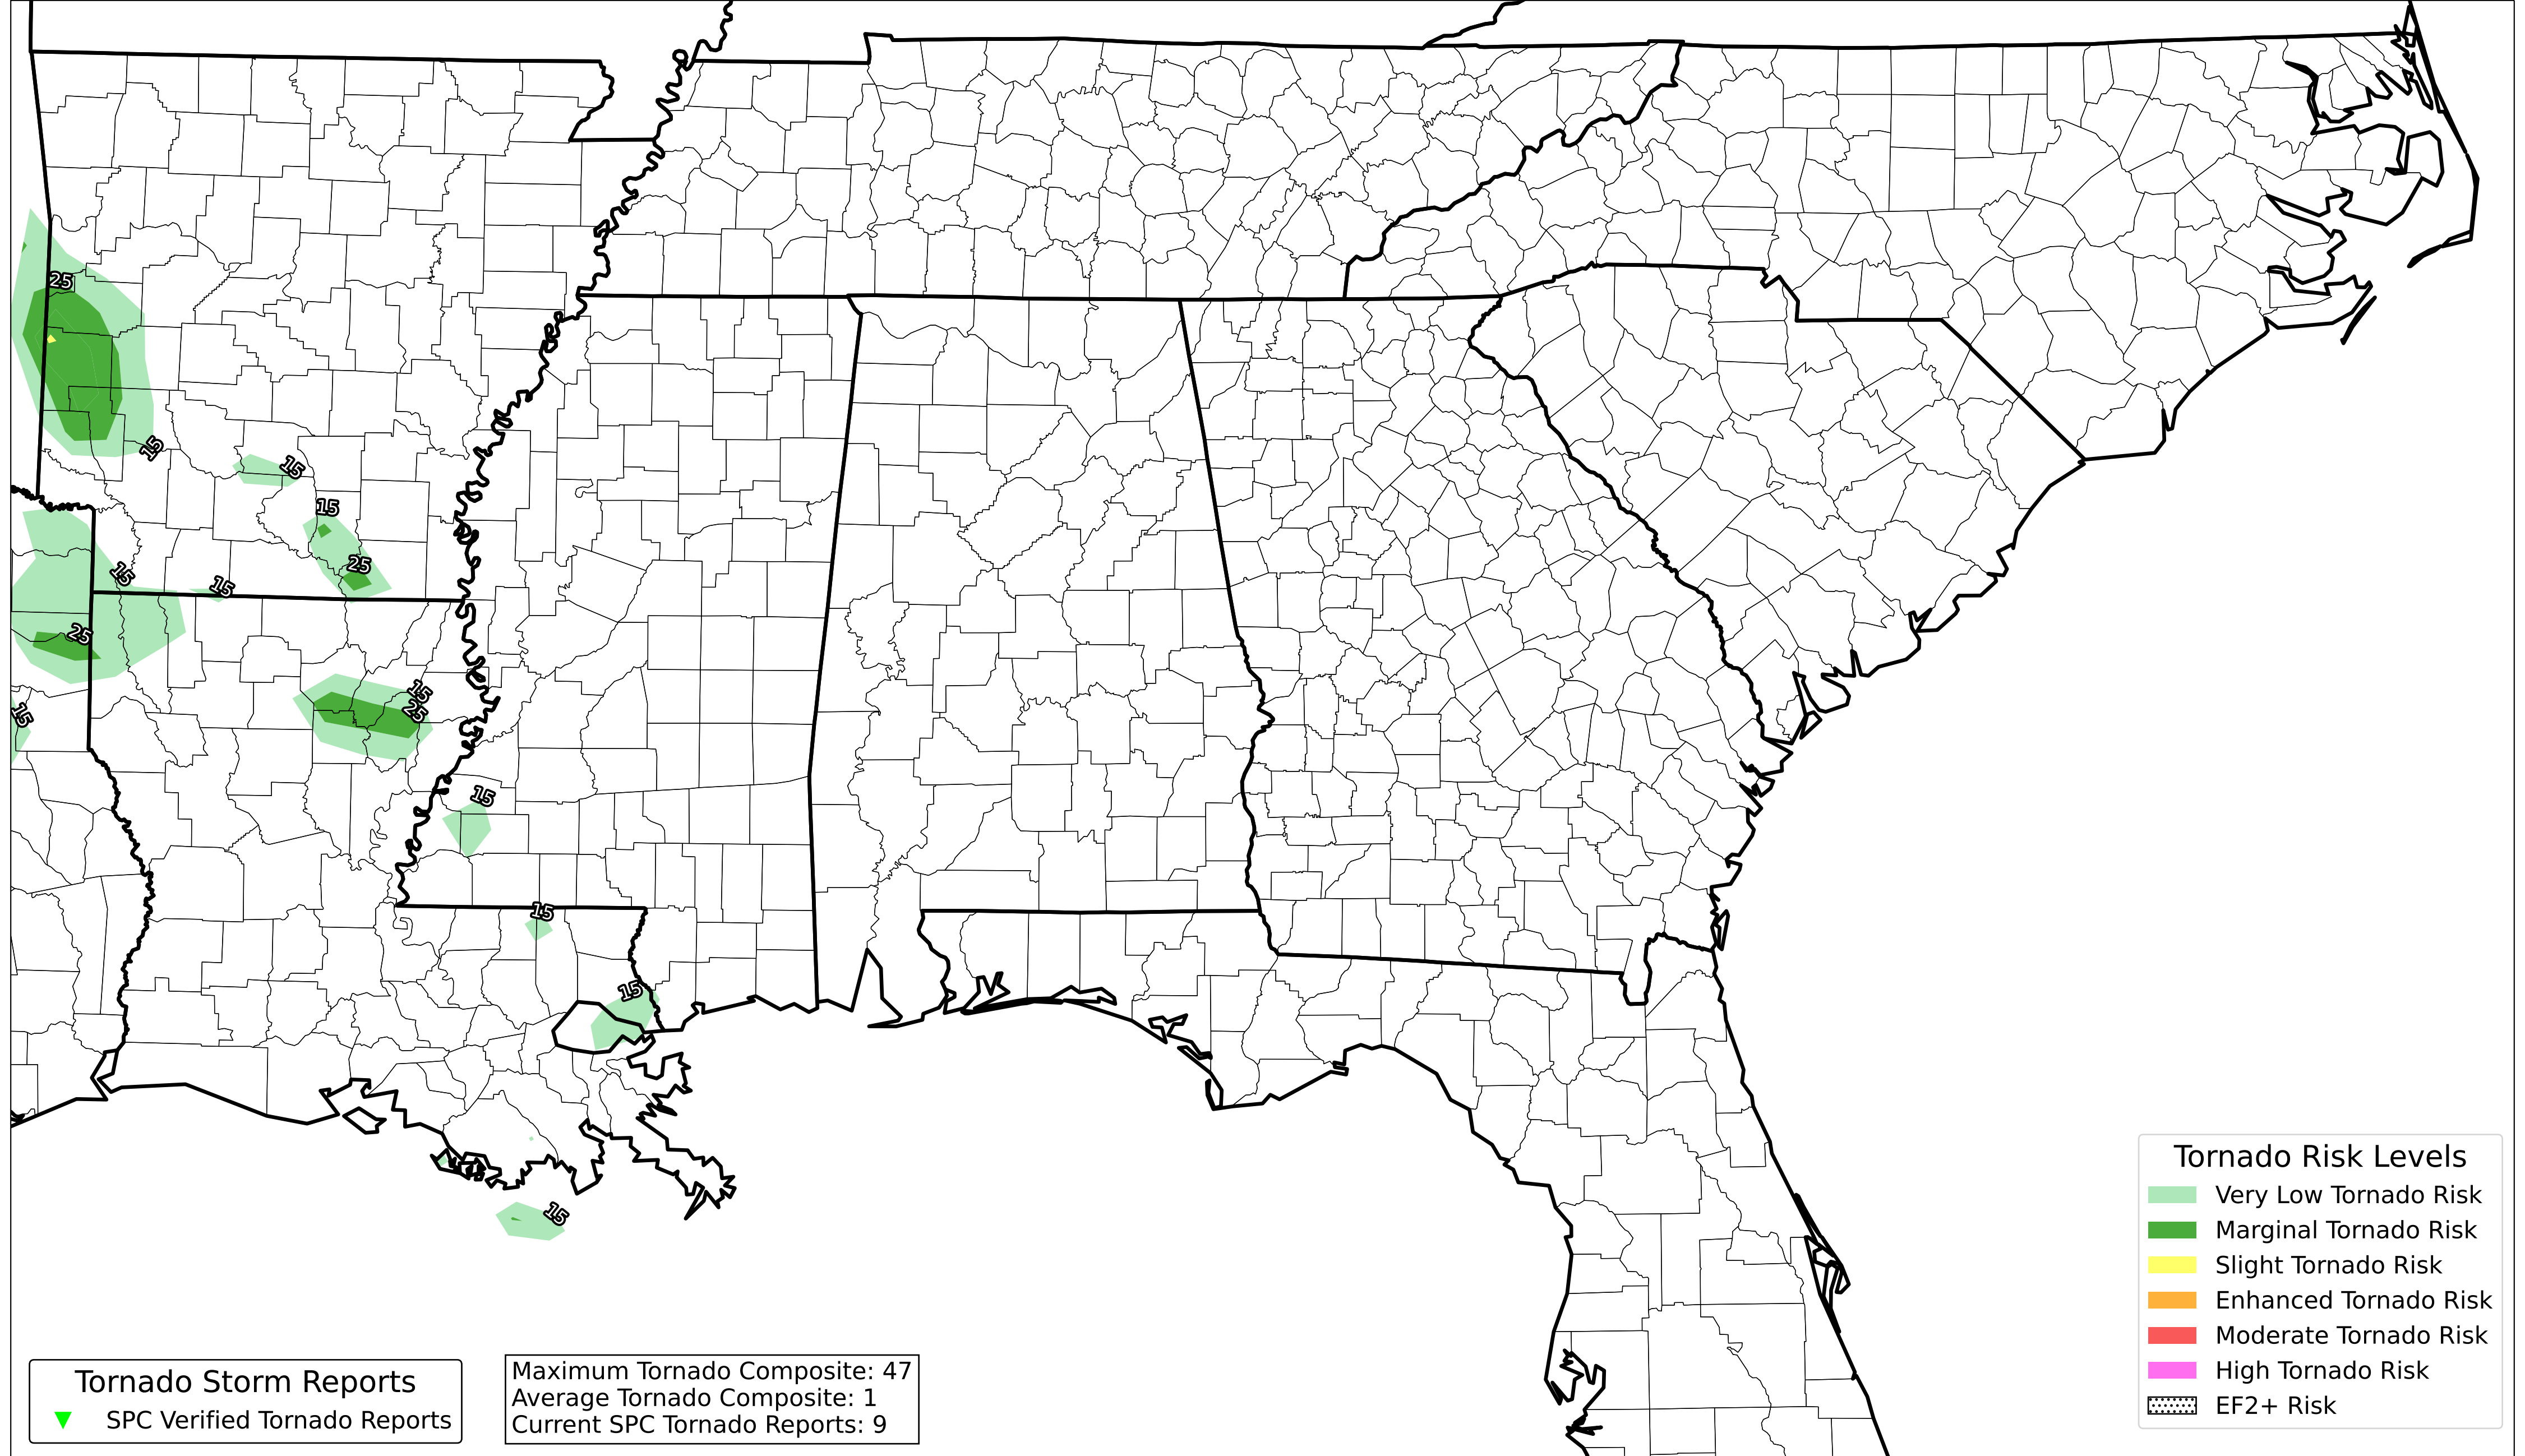 25
15
15
15
25
15
15
25
15
25
15
15
15
15
15
Tornado Risk Levels
Very Low Tornado Risk
Marginal Tornado Risk
Slight Tornado Risk
Enhanced Tornado Risk
Moderate Tornado Risk
High Tornado Risk
EF2+ Risk
Tornado Storm Reports
SPC Verified Tornado Reports
Maximum Tornado Composite: 47
Average Tornado Composite: 1
Current SPC Tornado Reports: 9